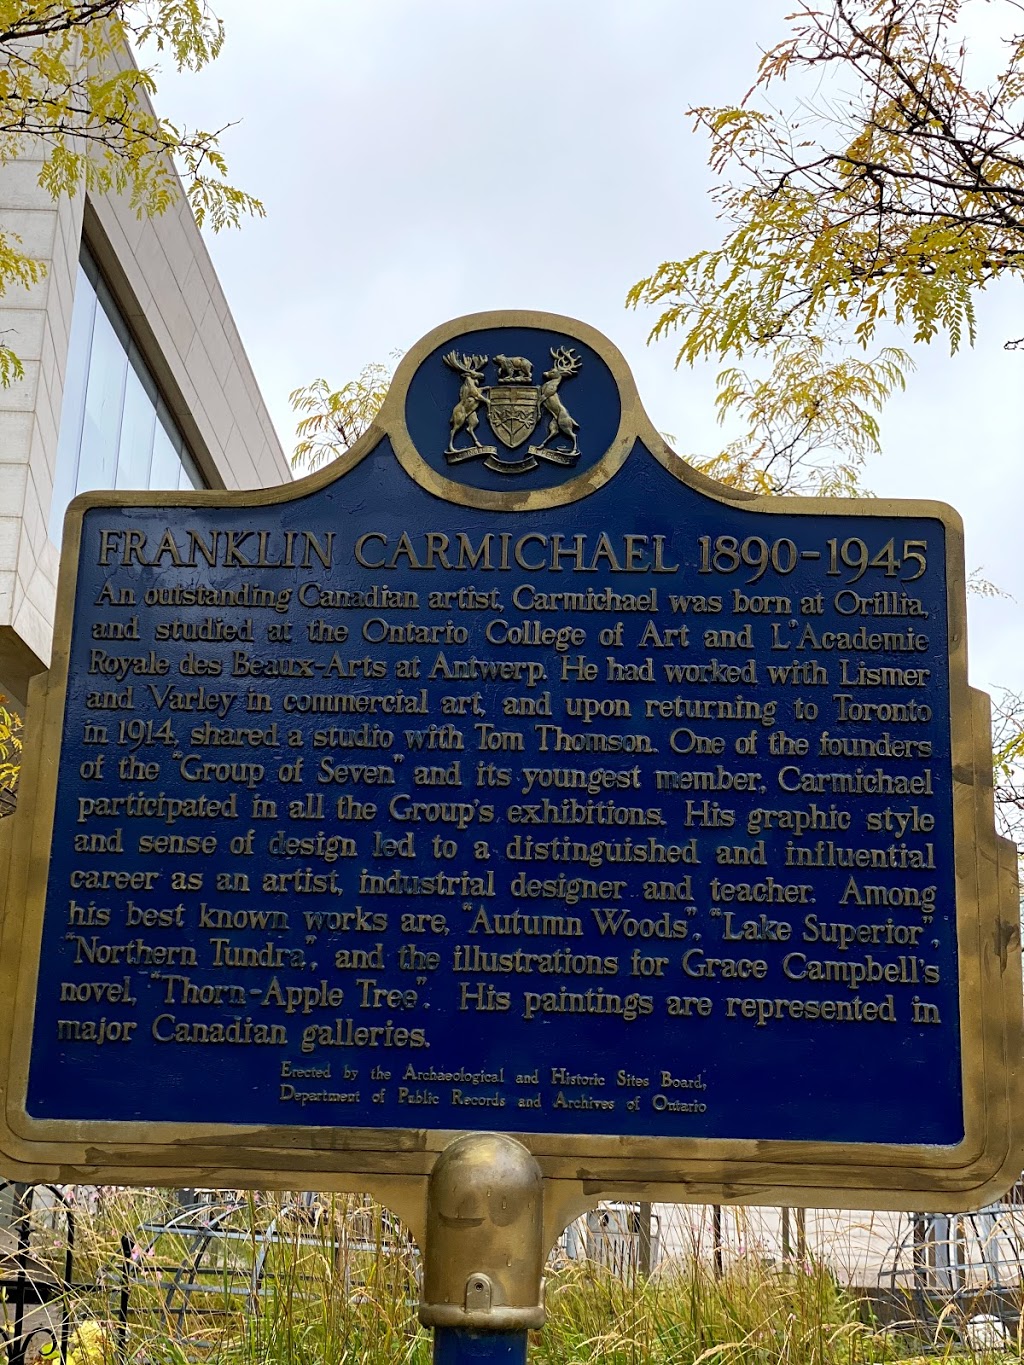 FRANKLIN CARMICHAEL 1890-1945
An outstanding Canadian artist, Carmichael was born at Orillia,
and studied at the Ontario College of Art and L'Academie
Royale des Beaux-Arts at Antwerp. He had worked with Lismer
and Varley in commercial art, and upon returning to Toronto
in 1914, shared a studio with Tom Thomson. One of the founders
of the "Group of Seven" and its youngest member, Carmichael
participated in all the Group's exhibitions. His graphic style
and sense of design led to a distinguished and influential
career as an artist, industrial designer and teacher. Among
his best known works are, "Autumn Woods", "Lake Superior",
"Northern Tundra", and the illustrations for Grace Campbell's
novel, "Thorn-Apple Tree". His paintings are represented in
major Canadian galleries.
Erected by the Archaeological and Historic Sites Board,
Department of Public Records and Archives of Ontario